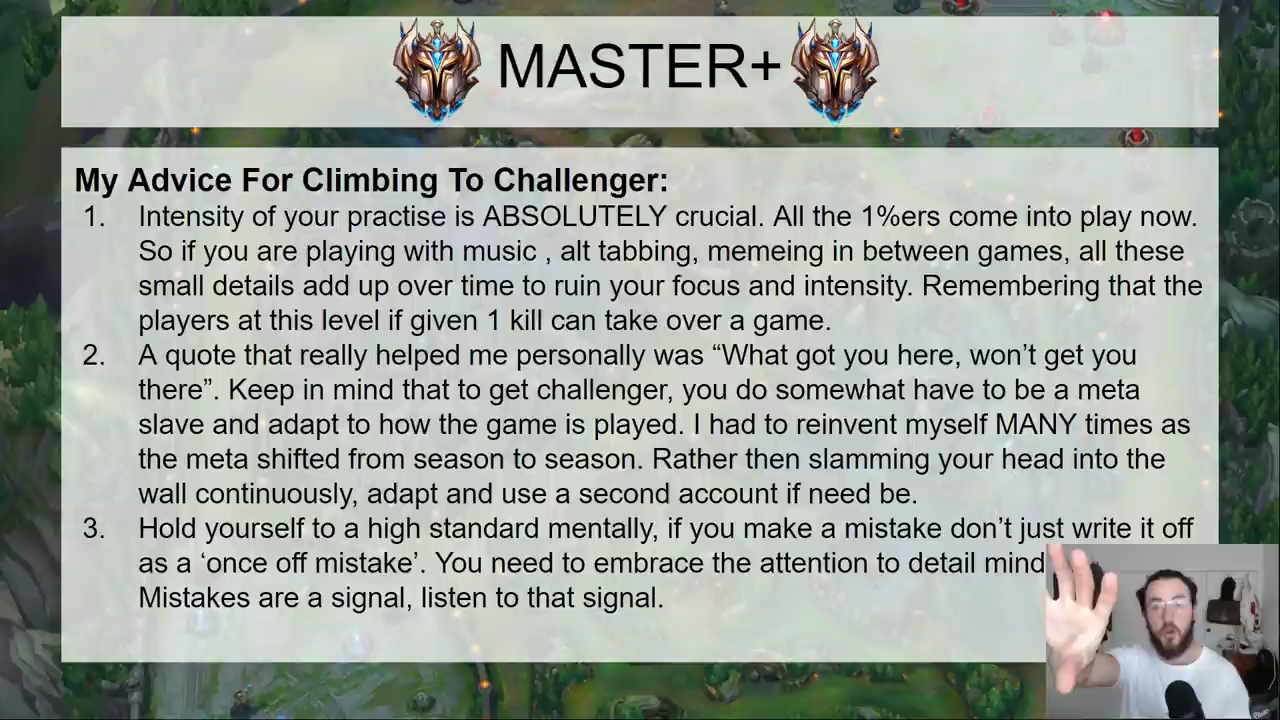 MASTER+
My Advice For Climbing To Challenger:
1. Intensity of your practise is ABSOLUTELY crucial. All the 1%ers come into play now.
So if you are playing with music , alt tabbing, memeing in between games, all these
small details add up over time to ruin your focus and intensity. Remembering that the
players at this level if given 1 kill can take over a game.
2. A quote that really helped me personally was “What got you here, won’t get you
there”. Keep in mind that to get challenger, you do somewhat have to be a meta
slave and adapt to how the game is played. I had to reinvent myself MANY times as
the meta shifted from season to season. Rather then slamming your head into the
wall continuously, adapt and use a second account if need be.
3. Hold yourself to a high standard mentally, if you make a mistake don’t just write it off
as a ‘once off mistake’. You need to embrace the attention to detail mind
Mistakes are a signal, listen to that signal.